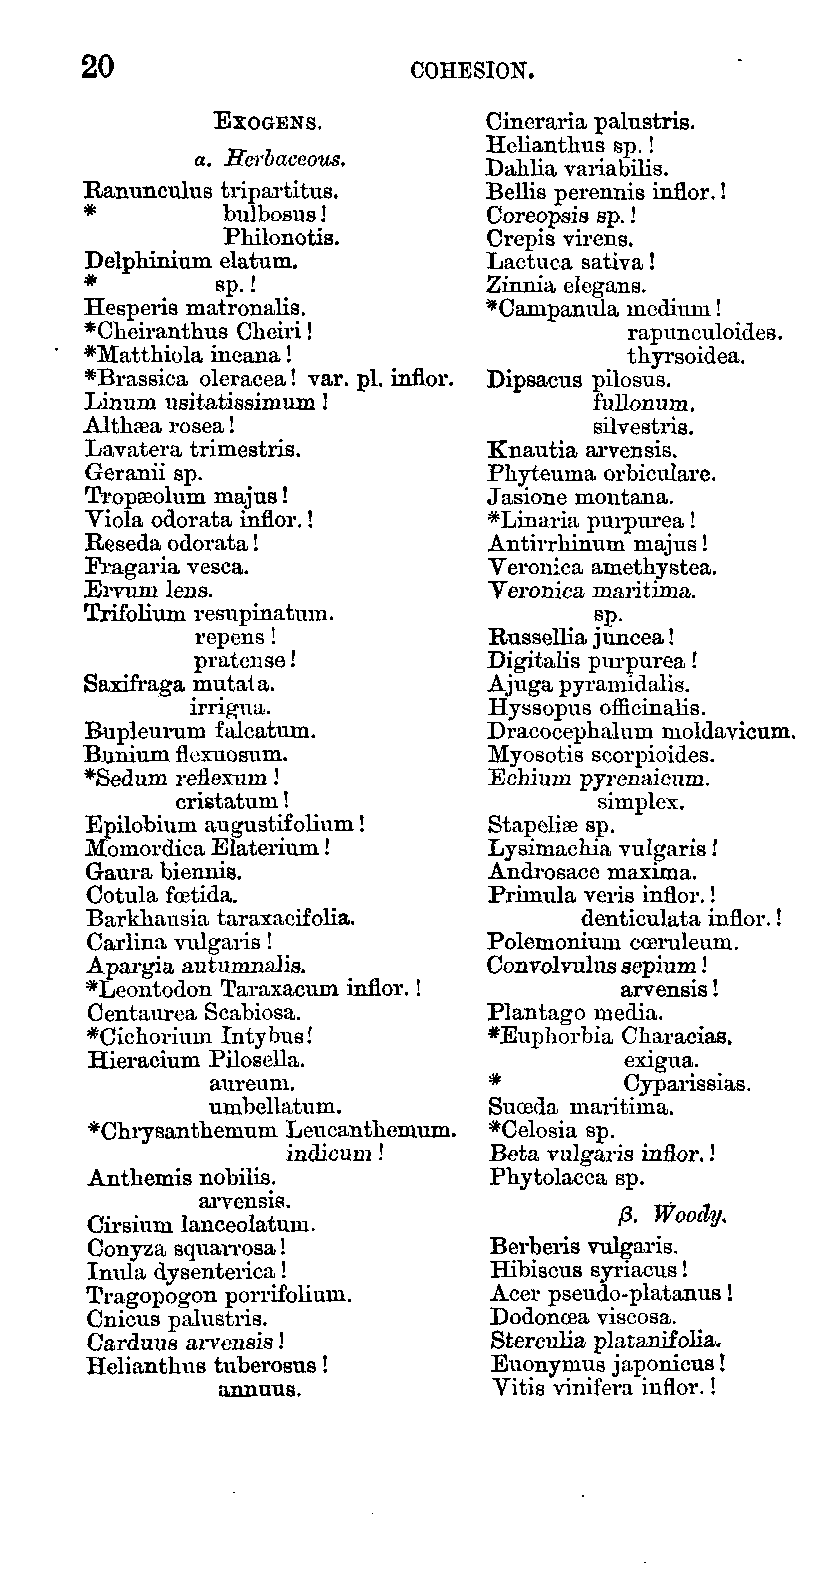 20
COHESION.
EXOGENS.
a. Herbaceous.
Ranunculus tripartitus.
* bulbosus!
Philonotis.
Delphinium elatum.
* sp.!
Hesperis matronalis.
*Cheiranthus Cheiri!
*Matthiola incana!
*Brassica oleracea! var. pl. inflor.
Linum usitatissimum!
Althæa rosea!
Lavatera trimestris.
Geranii sp.
Tropæolum majus!
Viola odorata inflor.!
Reseda odorata!
Fragaria vesca.
Ervum lens.
Trifolium resupinatum.
repens!
pratense!
Saxifraga mutata.
irrigua.
Bupleurum falcatum.
Bunium flexuosum.
*Sedum reflexum!
cristatum!
Epilobium augustifolium!
Momordica Elaterium!
Gaura biennis.
Cotula fœtida.
Barkhausia taraxacifolia.
Carlina vulgaris!
Apargia autumnalis.
*Leontodon Taraxacum inflor.!
Centaurea Scabiosa.
*Cichorium Intybus!
Hieracium Pilosella.
aureum.
umbellatum.
*Chrysanthemum Leucanthemum.
indicum!
Anthemis nobilis.
arvensis.
Cirsium lanceolatum.
Conyza squarrosa!
Inula dysenterica!
Tragopogon porrifolium.
Cnicus palustris.
Carduus arvensis!
Helianthus tuberosus!
annuus.
Cineraria palustris.
Helianthus sp.!
Dahlia variabilis.
Bellis perennis inflor.!
Coreopsis sp.!
Crepis virens.
Lactuca sativa!
Zinnia elegans.
*Campanula medium!
rapunculoides.
thyrsoidea.
Dipsacus pilosus.
fullonum.
silvestris.
Knautia arvensis.
Phyteuma orbiculare.
Jasione montana.
*Linaria purpurea!
Antirrhinum majus!
Veronica amethystea.
Veronica maritima.
sp.
Russellia juncea!
Digitalis purpurea!
Ajuga pyramidalis.
Hyssopus officinalis.
Dracocephalum moldavicum.
Myosotis scorpioides.
Echium pyrenaicum.
simplex.
Stapeliæ sp.
Lysimachia vulgaris!
Androsace maxima.
Primula veris inflor.!
denticulata inflor.!
Polemonium cœruleum.
Convolvulus sepium!
arvensis!
Plantago media.
*Euphorbia Characias.
exigua.
* Cyparissias.
Suœda maritima.
*Celosia sp.
Beta vulgaris inflor.!
Phytolacca sp.
β. Woody.
Berberis vulgaris.
Hibiscus syriacus!
Acer pseudo-platanus!
Dodonœa viscosa.
Sterculia platanifolia.
Euonymus japonicus!
Vitis vinifera inflor.!